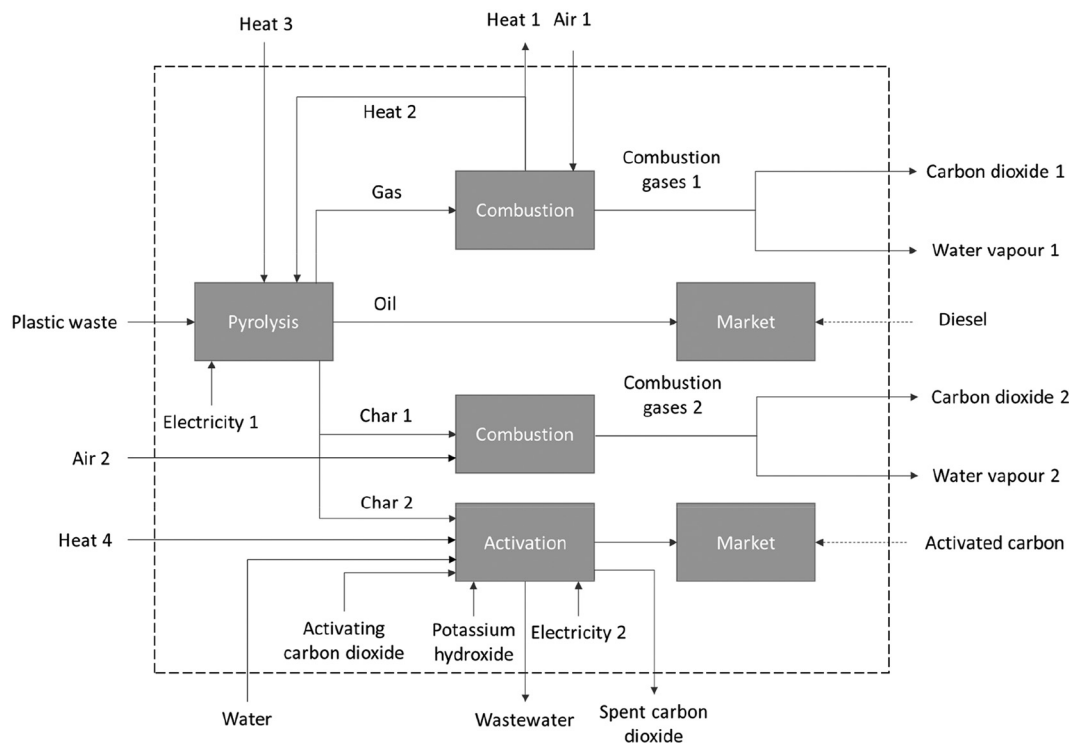 Heat 3
Heat 1
Air 1
Heat 2
Combustion
gases 1
Carbon dioxide 1
Gas
Combustion
Water vapour 1
Oil
Plastic waste
Pyrolysis
Market
Diesel
Combustion
gases 2
Carbon dioxide 2
Electricity 1
Char 1
Combustion
Air 2
Water vapour 2
Char 2
Heat 4
Activation
Market
Activated carbon
Activating
carbon dioxide
Potassium
hydroxide
Electricity 2
Water
Wastewater
Spent carbon
dioxide